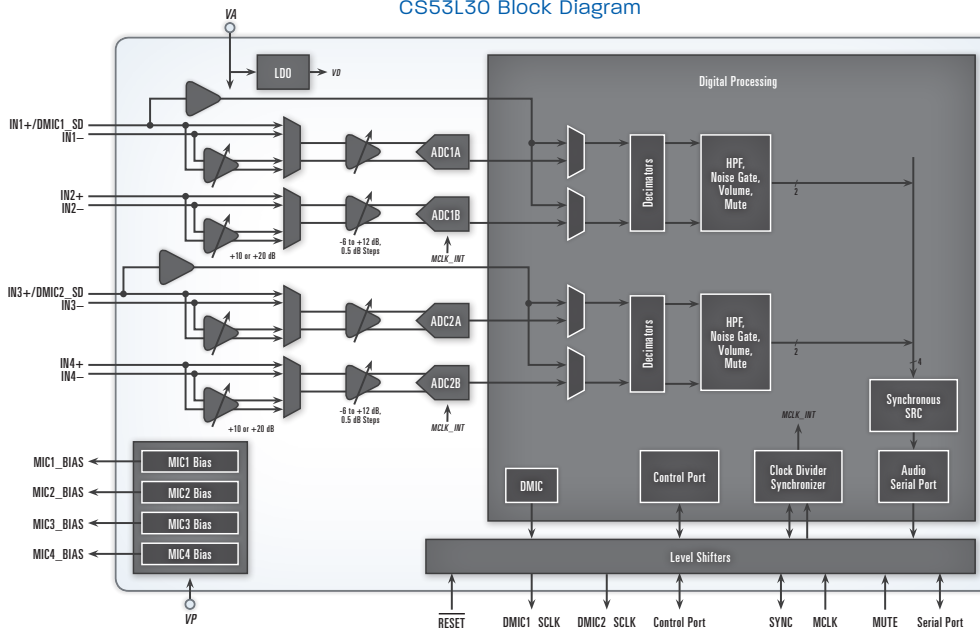 CS53L30 Block Diagram
VA
LDO
VD
Digital Processing
IN1+/DMIC1_SD
IN1–
ADC1A
Decimators
HPF,
Noise Gate,
Volume,
Mute
2
IN2+
IN2–
ADC1B
+10 or +20 dB
-6 to +12 dB,
0.5 dB Steps
MCLK_INT
IN3+/DMIC2_SD
IN3–
ADC2A
Decimators
HPF,
Noise Gate,
Volume,
Mute
2
4
IN4+
IN4–
ADC2B
+10 or +20 dB
-6 to +12 dB,
0.5 dB Steps
MCLK_INT
Synchronous
SRC
MCLK_INT
MIC1_BIAS
MIC1 Bias
MIC2_BIAS
MIC2 Bias
MIC3_BIAS
MIC3 Bias
MIC4_BIAS
MIC4 Bias
DMIC
Control Port
Clock Divider
Synchronizer
Audio
Serial Port
Level Shifters
VP
RESET
DMIC1_SCLK
DMIC2_SCLK
Control Port
SYNC
MCLK
MUTE
Serial Port